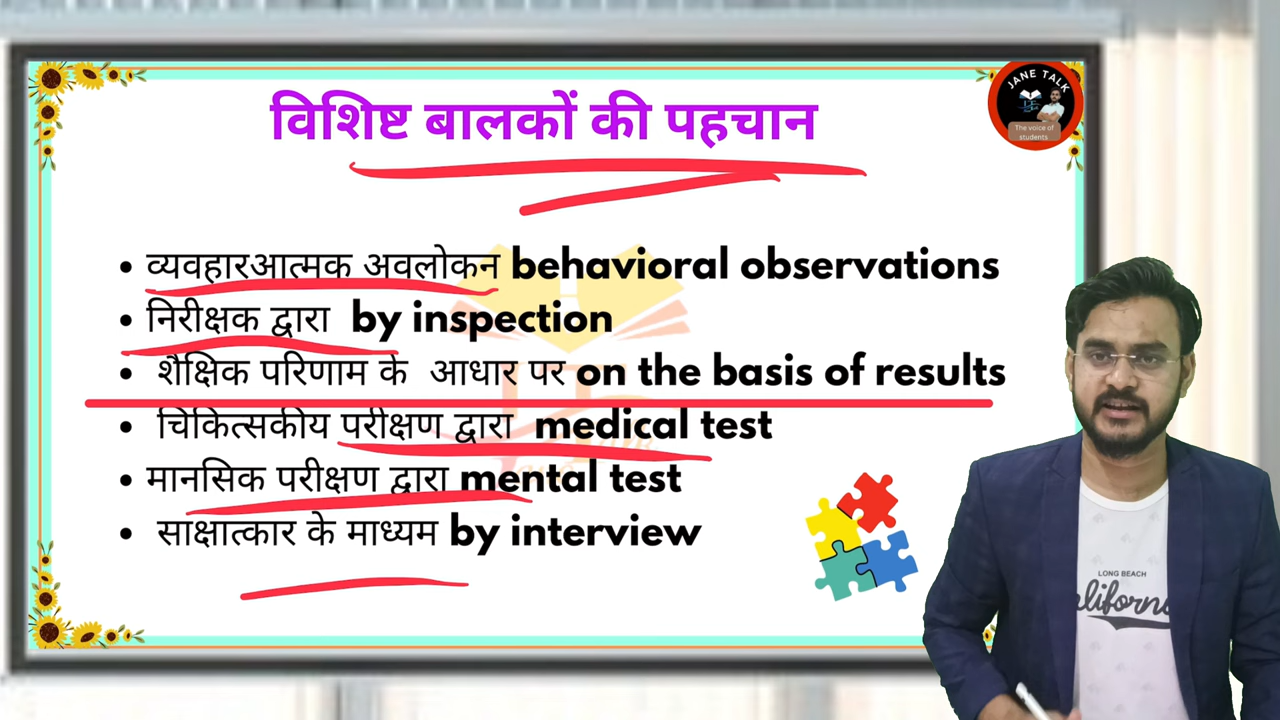 विशिष्ट बालकों की पहचान
JANE TALK
The voice of
students
• व्यवहारआत्मक अवलोकन behavioral observations
• निरीक्षक द्वारा by inspection
• शैक्षिक परिणाम के आधार पर on the basis of results
• चिकित्सकीय परीक्षण द्वारा medical test
• मानसिक परीक्षण द्वारा mental test
• साक्षात्कार के माध्यम by interview
LONG BEACH